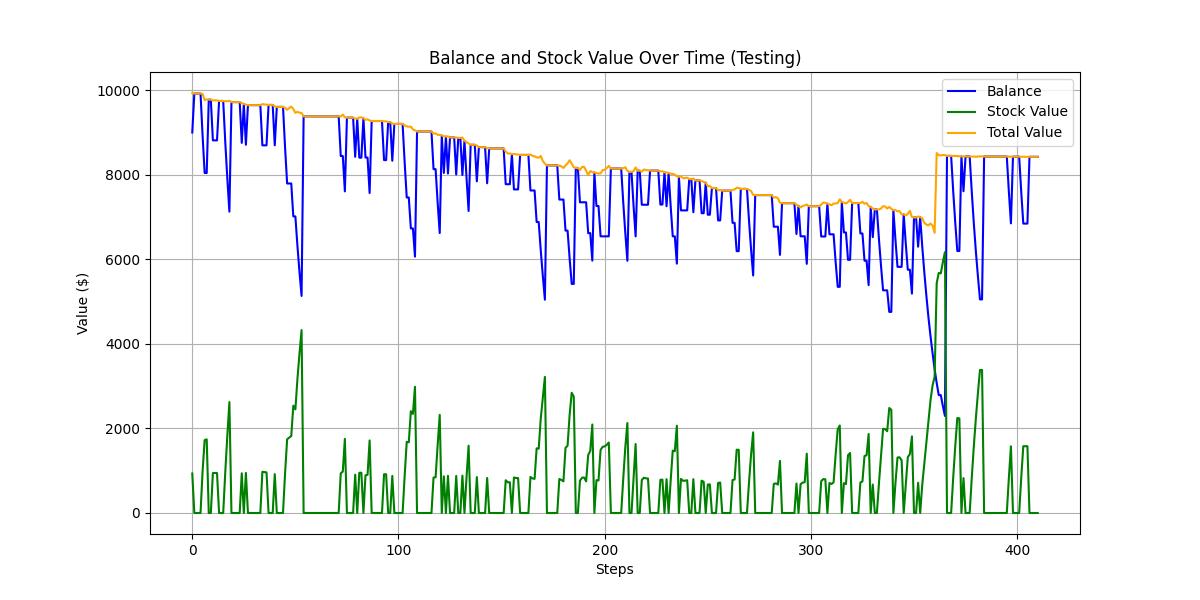 Balance and Stock Value Over Time (Testing)
Balance
Stock Value
Total Value
Value ($)
10000
8000
6000
4000
2000
0
0
100
200
300
400
Steps